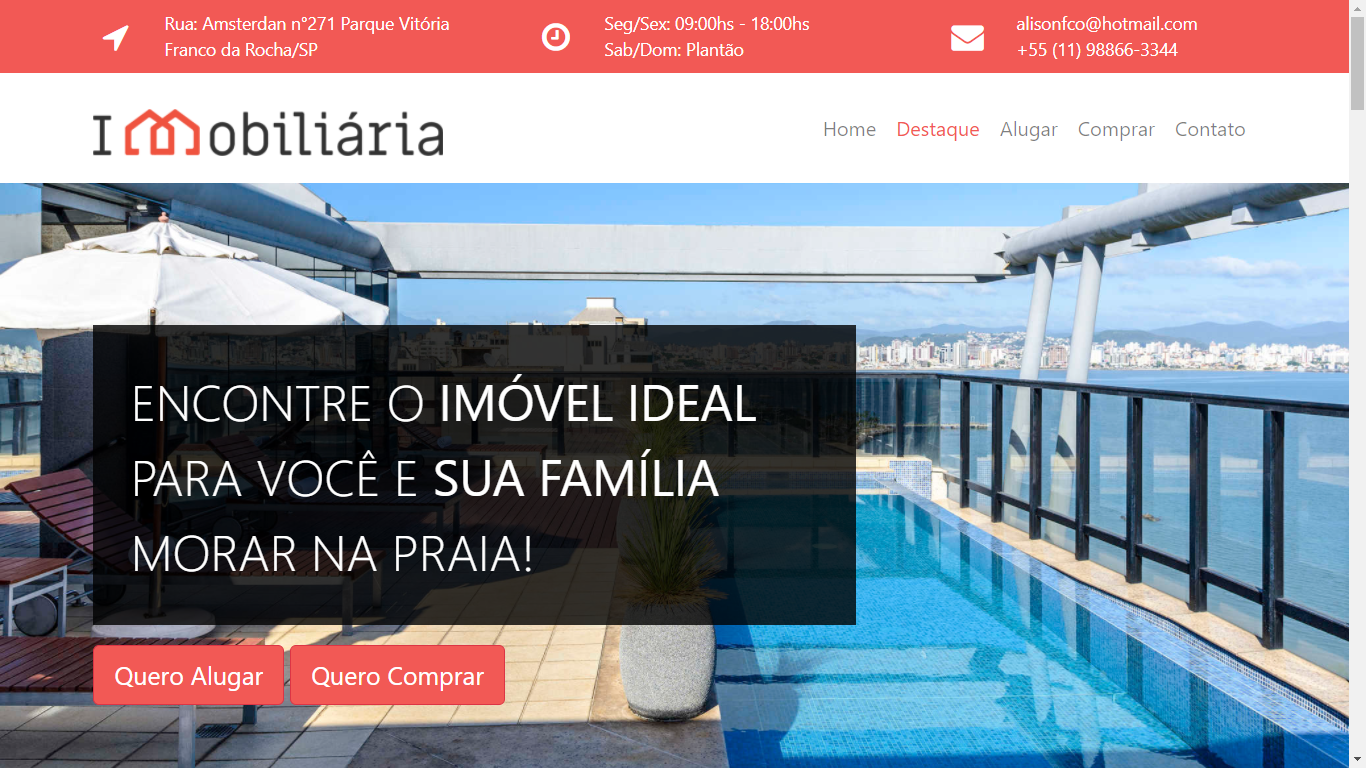 Rua: Amsterdan n°271 Parque Vitória
Franco da Rocha/SP
Seg/Sex: 09:00hs - 18:00hs
Sab/Dom: Plantão
alisonfco@hotmail.com
+55 (11) 98866-3344
Imobiliária
Home Destaque Alugar Comprar Contato
ENCONTRE O IMÓVEL IDEAL
PARA VOCÊ E SUA FAMÍLIA
MORAR NA PRAIA!
Quero Alugar Quero Comprar